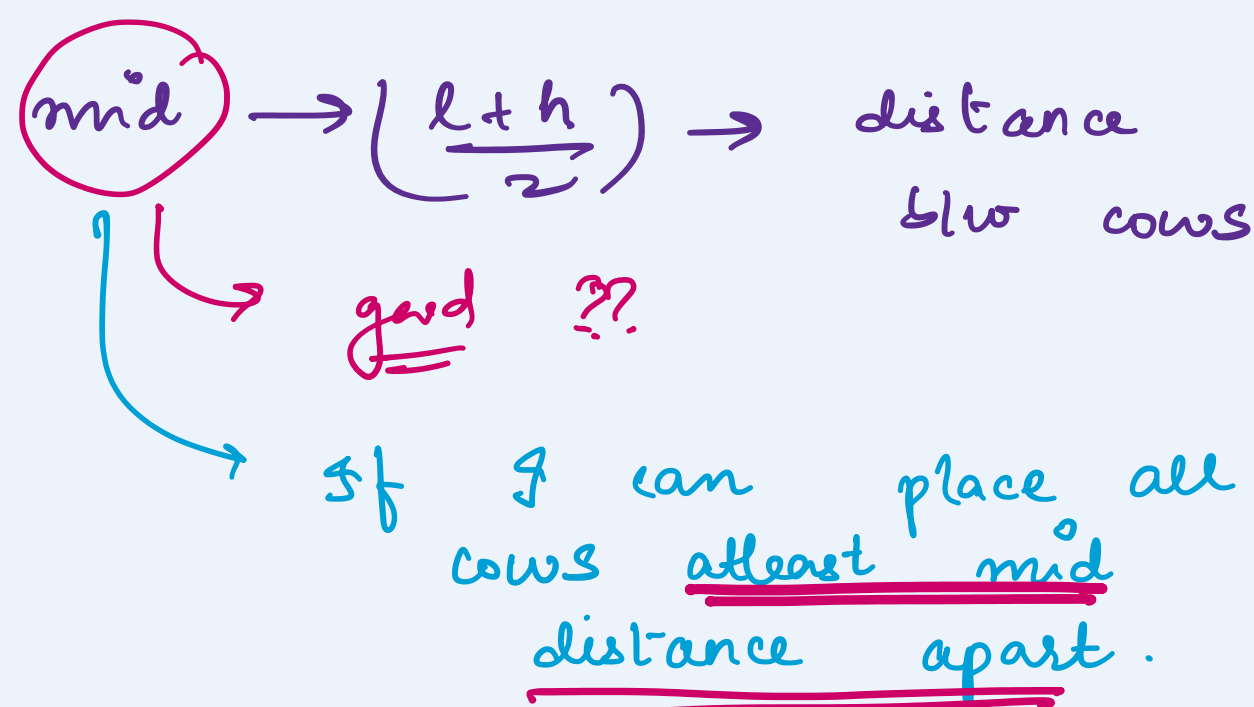 mid → (l + h / 2) → distance
b/w cows
good ??
If I can place all
cows atleast mid
distance apart.